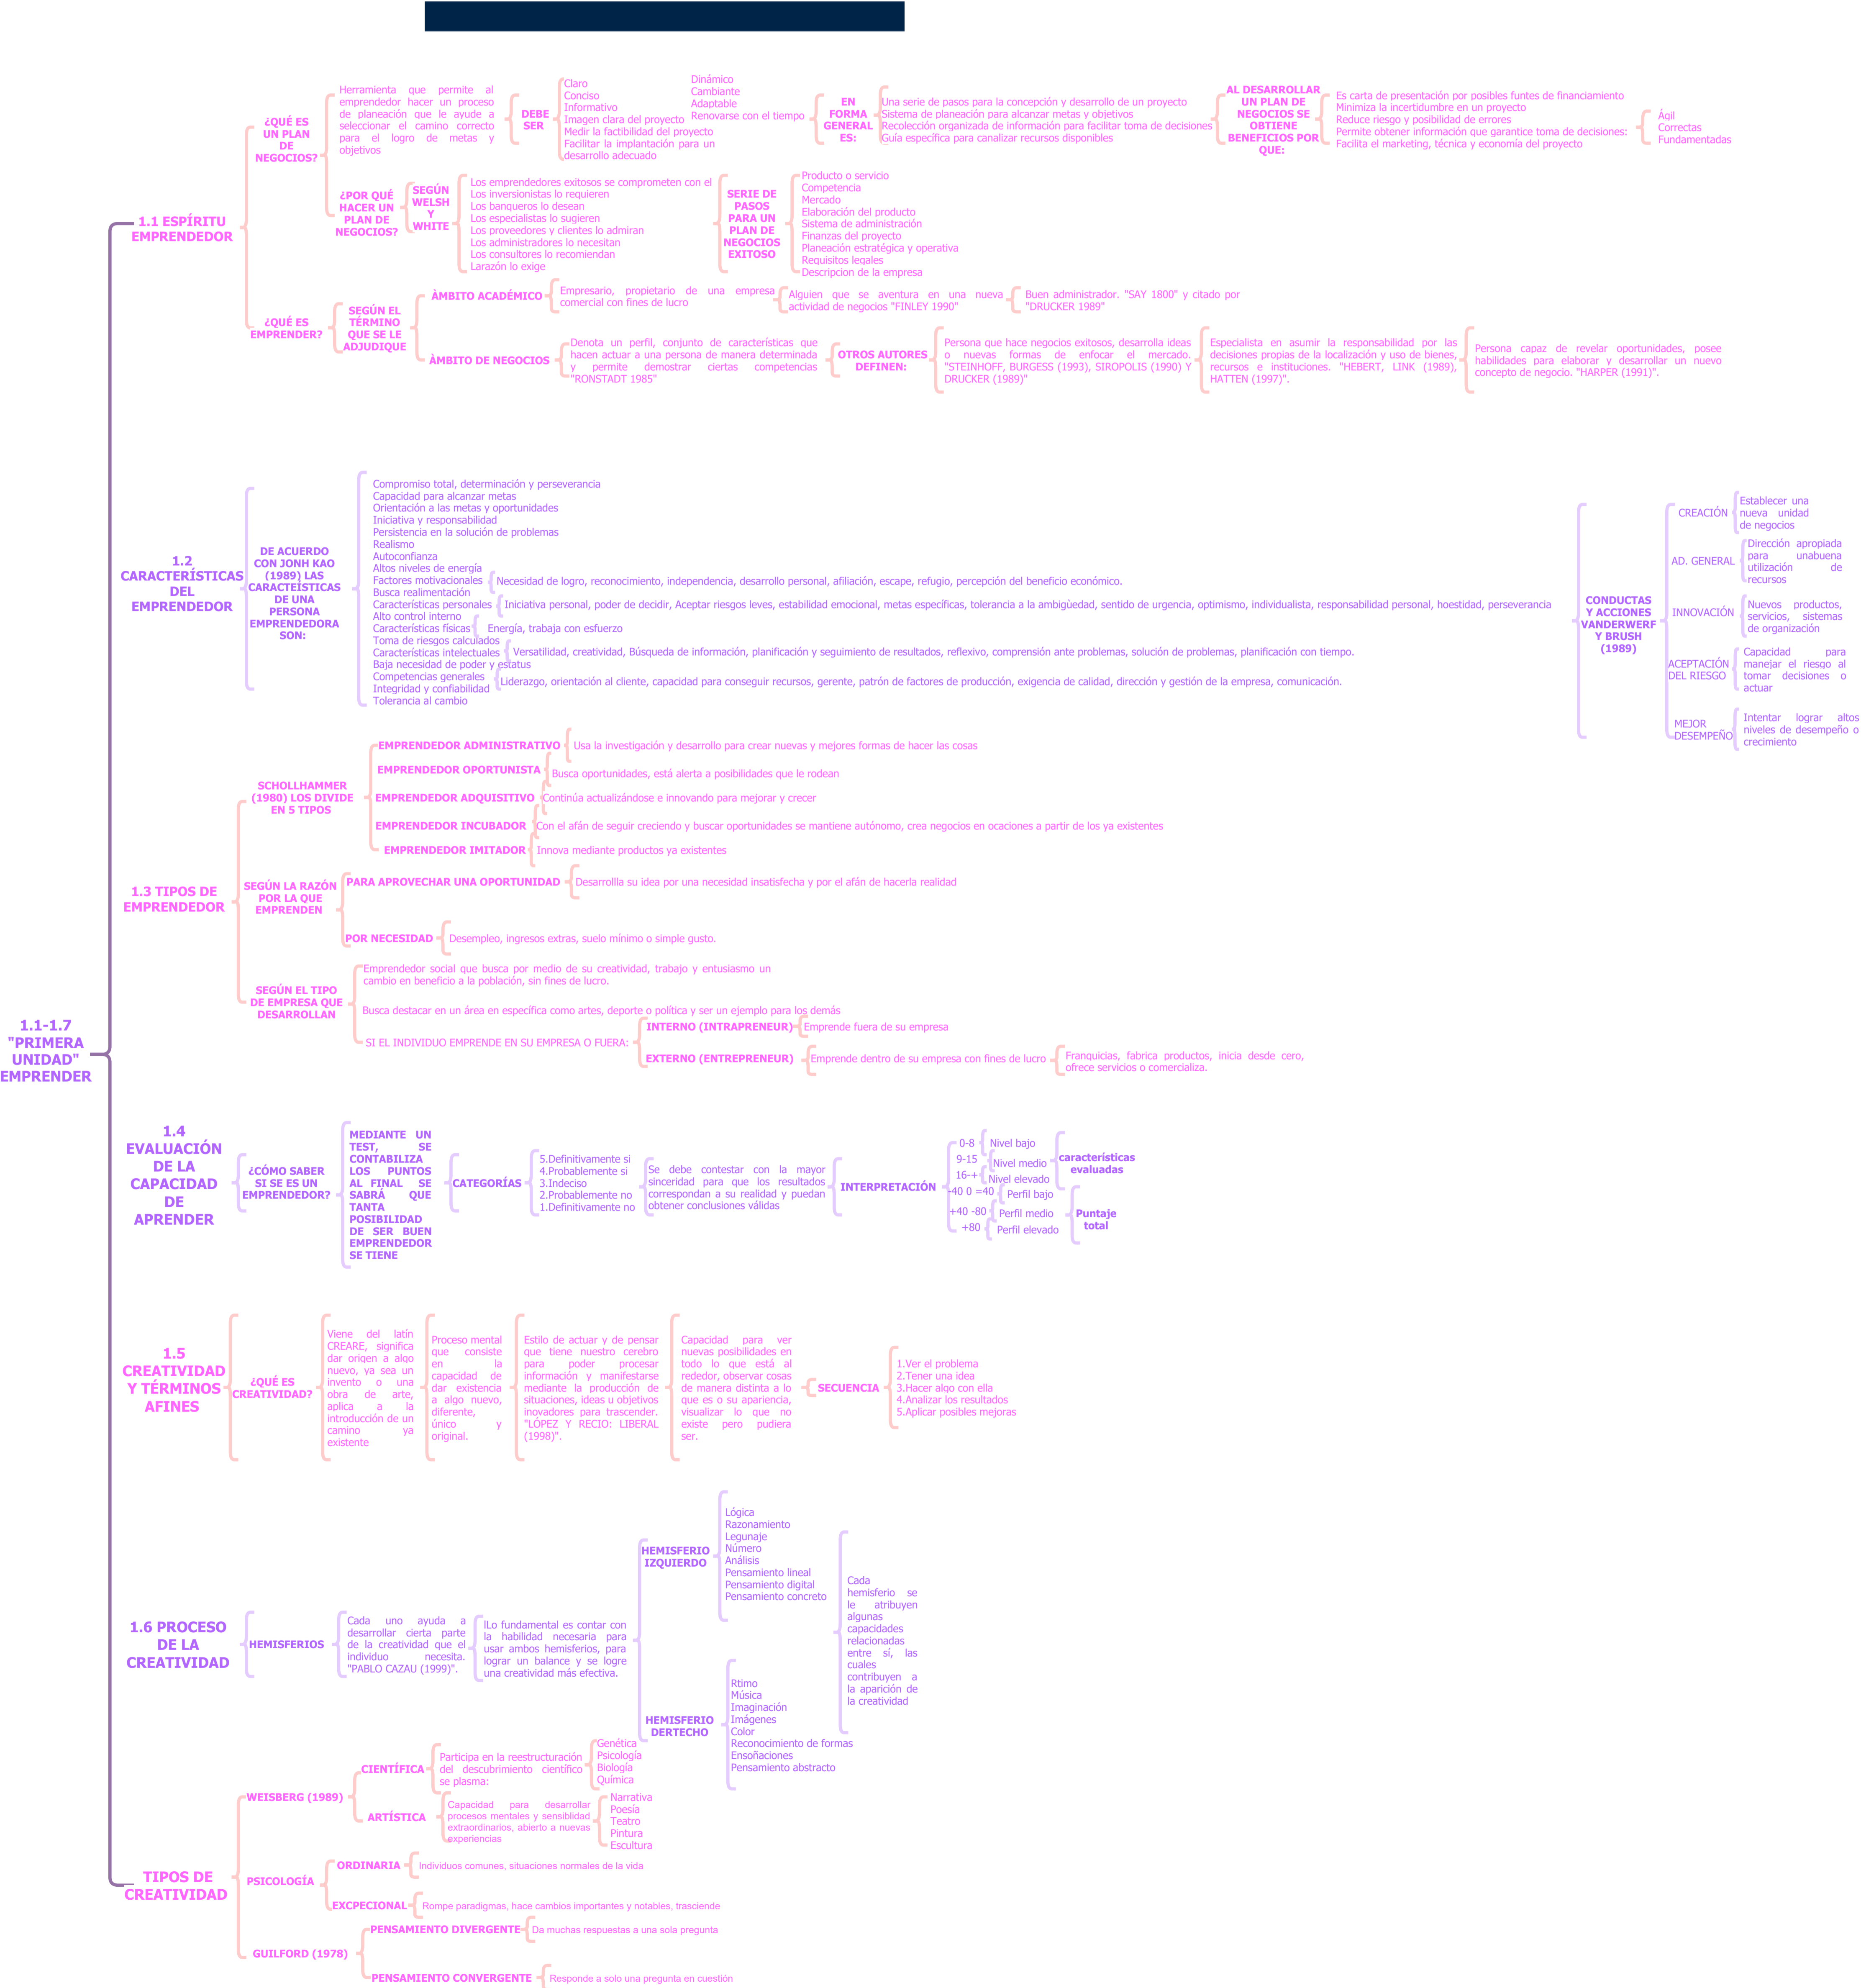 1.1-1.7
"PRIMERA
UNIDAD"
EMPRENDER
1.1 ESPÍRITU
EMPRENDEDOR
¿QUÉ ES
UN PLAN
DE
NEGOCIOS?
Herramienta que permite al
emprendedor hacer un proceso
de planeación que le ayude a
seleccionar el camino correcto
para el logro de metas y
objetivos
DEBE
SER
Claro
Conciso
Informativo
Imagen clara del proyecto
Medir la factibilidad del proyecto
Facilitar la implantación para un
desarrollo adecuado
Dinámico
Cambiante
Adaptable
Renovarse con el tiempo
EN
FORMA
GENERAL
ES:
Una serie de pasos para la concepción y desarrollo de un proyecto
Sistema de planeación para alcanzar metas y objetivos
Recolección organizada de información para facilitar toma de decisiones
Guía específica para canalizar recursos disponibles
AL DESARROLLAR
UN PLAN DE
NEGOCIOS SE
OBTIENE
BENEFICIOS POR
QUE:
Es carta de presentación por posibles funtes de financiamiento
Minimiza la incertidumbre en un proyecto
Reduce riesgo y posibilidad de errores
Permite obtener información que garantice toma de decisiones:
Facilita el marketing, técnica y economía del proyecto
Ágil
Correctas
Fundamentadas
¿POR QUÉ
HACER UN
PLAN DE
NEGOCIOS?
SEGÚN
WELSH
Y
WHITE
Los emprendedores exitosos se comprometen con el
Los inversionistas lo requieren
Los banqueros lo desean
Los especialistas lo sugieren
Los proveedores y clientes lo admiran
Los administradores lo necesitan
Los consultores lo recomiendan
Larazón lo exige
SERIE DE
PASOS
PARA UN
PLAN DE
NEGOCIOS
EXITOSO
Producto o servicio
Competencia
Mercado
Elaboración del producto
Sistema de administración
Finanzas del proyecto
Planeación estratégica y operativa
Requisitos legales
Descripcion de la empresa
¿QUÉ ES
EMPRENDER?
SEGÚN EL
TÉRMINO
QUE SE LE
ADJUDIQUE
ÀMBITO ACADÉMICO
Empresario, propietario de una empresa
comercial con fines de lucro
Alguien que se aventura en una nueva
actividad de negocios "FINLEY 1990"
Buen administrador. "SAY 1800" y citado por
"DRUCKER 1989"
ÀMBITO DE NEGOCIOS
Denota un perfil, conjunto de características que
hacen actuar a una persona de manera determinada
y permite demostrar ciertas competencias
"RONSTADT 1985"
OTROS AUTORES
DEFINEN:
Persona que hace negocios exitosos, desarrolla ideas
o nuevas formas de enfocar el mercado.
"STEINHOFF, BURGESS (1993), SIROPOLIS (1990) Y
DRUCKER (1989)"
Especialista en asumir la responsabilidad por las
decisiones propias de la localización y uso de bienes,
recursos e instituciones. "HEBERT, LINK (1989),
HATTEN (1997)".
Persona capaz de revelar oportunidades, posee
habilidades para elaborar y desarrollar un nuevo
concepto de negocio. "HARPER (1991)".
1.2
CARACTERÍSTICAS
DEL
EMPRENDEDOR
DE ACUERDO
CON JONH KAO
(1989) LAS
CARACTEÍSTICAS
DE UNA
PERSONA
EMPRENDEDORA
SON:
Compromiso total, determinación y perseverancia
Capacidad para alcanzar metas
Orientación a las metas y oportunidades
Iniciativa y responsabilidad
Persistencia en la solución de problemas
Realismo
Autoconfianza
Altos niveles de energía
Factores motivacionales
Necesidad de logro, reconocimiento, independencia, desarrollo personal, afiliación, escape, refugio, percepción del beneficio económico.
Busca realimentación
Características personales
Iniciativa personal, poder de decidir, Aceptar riesgos leves, estabilidad emocional, metas específicas, tolerancia a la ambigùedad, sentido de urgencia, optimismo, individualista, responsabilidad personal, hoestidad, perseverancia
Alto control interno
Características físicas
Energía, trabaja con esfuerzo
Toma de riesgos calculados
Características intelectuales
Versatilidad, creatividad, Búsqueda de información, planificación y seguimiento de resultados, reflexivo, comprensión ante problemas, solución de problemas, planificación con tiempo.
Baja necesidad de poder y estatus
Competencias generales
Liderazgo, orientación al cliente, capacidad para conseguir recursos, gerente, patrón de factores de producción, exigencia de calidad, dirección y gestión de la empresa, comunicación.
Integridad y confiabilidad
Tolerancia al cambio
CONDUCTAS
Y ACCIONES
VANDERWERF
Y BRUSH
(1989)
CREACIÓN
Establecer una
nueva unidad
de negocios
AD. GENERAL
Dirección apropiada
para unabuena
utilización de
recursos
INNOVACIÓN
Nuevos productos,
servicios, sistemas
de organización
ACEPTACIÓN
DEL RIESGO
Capacidad para
manejar el riesgo al
tomar decisiones o
actuar
MEJOR
DESEMPEÑO
Intentar lograr altos
niveles de desempeño o
crecimiento
1.3 TIPOS DE
EMPRENDEDOR
SCHOLLHAMMER
(1980) LOS DIVIDE
EN 5 TIPOS
EMPRENDEDOR ADMINISTRATIVO
Usa la investigación y desarrollo para crear nuevas y mejores formas de hacer las cosas
EMPRENDEDOR OPORTUNISTA
Busca oportunidades, está alerta a posibilidades que le rodean
EMPRENDEDOR ADQUISITIVO
Continúa actualizándose e innovando para mejorar y crecer
EMPRENDEDOR INCUBADOR
Con el afán de seguir creciendo y buscar oportunidades se mantiene autónomo, crea negocios en ocaciones a partir de los ya existentes
EMPRENDEDOR IMITADOR
Innova mediante productos ya existentes
SEGÚN LA RAZÓN
POR LA QUE
EMPRENDEN
PARA APROVECHAR UNA OPORTUNIDAD
Desarrollla su idea por una necesidad insatisfecha y por el afán de hacerla realidad
POR NECESIDAD
Desempleo, ingresos extras, suelo mínimo o simple gusto.
SEGÚN EL TIPO
DE EMPRESA QUE
DESARROLLAN
Emprendedor social que busca por medio de su creatividad, trabajo y entusiasmo un
cambio en beneficio a la población, sin fines de lucro.
Busca destacar en un área en específica como artes, deporte o política y ser un ejemplo para los demás
SI EL INDIVIDUO EMPRENDE EN SU EMPRESA O FUERA:
INTERNO (INTRAPRENEUR)
Emprende fuera de su empresa
EXTERNO (ENTREPRENEUR)
Emprende dentro de su empresa con fines de lucro
Franquicias, fabrica productos, inicia desde cero,
ofrece servicios o comercializa.
1.4
EVALUACIÓN
DE LA
CAPACIDAD
DE
APRENDER
¿CÓMO SABER
SI SE ES UN
EMPRENDEDOR?
MEDIANTE UN
TEST, SE
CONTABILIZA
LOS PUNTOS
AL FINAL SE
SABRÁ QUE
TANTA
POSIBILIDAD
DE SER BUEN
EMPRENDEDOR
SE TIENE
CATEGORÍAS
5.Definitivamente si
4.Probablemente si
3.Indeciso
2.Probablemente no
1.Definitivamente no
Se debe contestar con la mayor
sinceridad para que los resultados
correspondan a su realidad y puedan
obtener conclusiones válidas
INTERPRETACIÓN
0-8
Nivel bajo
9-15
Nivel medio
16-+
Nivel elevado
características
evaluadas
-40 0 =40
Perfil bajo
+40 -80
Perfil medio
+80
Perfil elevado
Puntaje
total
1.5
CREATIVIDAD
Y TÉRMINOS
AFINES
¿QUÉ ES
CREATIVIDAD?
Viene del latín
CREARE, significa
dar origen a algo
nuevo, ya sea un
invento o una
obra de arte,
aplica a la
introducción de un
camino ya
existente
Proceso mental
que consiste
en la
capacidad de
dar existencia
a algo nuevo,
diferente,
único y
original.
Estilo de actuar y de pensar
que tiene nuestro cerebro
para poder procesar
información y manifestarse
mediante la producción de
situaciones, ideas u objetivos
inovadores para trascender.
"LÓPEZ Y RECIO: LIBERAL
(1998)".
Capacidad para ver
nuevas posibilidades en
todo lo que está al
rededor, observar cosas
de manera distinta a lo
que es o su apariencia,
visualizar lo que no
existe pero pudiera
ser.
SECUENCIA
1.Ver el problema
2.Tener una idea
3.Hacer algo con ella
4.Analizar los resultados
5.Aplicar posibles mejoras
1.6 PROCESO
DE LA
CREATIVIDAD
HEMISFERIOS
Cada uno ayuda a
desarrollar cierta parte
de la creatividad que el
individuo necesita.
"PABLO CAZAU (1999)".
lLo fundamental es contar con
la habilidad necesaria para
usar ambos hemisferios, para
lograr un balance y se logre
una creatividad más efectiva.
HEMISFERIO
IZQUIERDO
Lógica
Razonamiento
Legunaje
Número
Análisis
Pensamiento lineal
Pensamiento digital
Pensamiento concreto
HEMISFERIO
DERTECHO
Rtimo
Música
Imaginación
Imágenes
Color
Reconocimiento de formas
Ensoñaciones
Pensamiento abstracto
Cada
hemisferio se
le atribuyen
algunas
capacidades
relacionadas
entre sí, las
cuales
contribuyen a
la aparición de
la creatividad
TIPOS DE
CREATIVIDAD
WEISBERG (1989)
CIENTÍFICA
Participa en la reestructuración
del descubrimiento científico
se plasma:
Genética
Psicología
Biología
Química
ARTÍSTICA
Capacidad para desarrollar
procesos mentales y sensiblidad
extraordinarios, abierto a nuevas
experiencias
Narrativa
Poesía
Teatro
Pintura
Escultura
PSICOLOGÍA
ORDINARIA
Individuos comunes, situaciones normales de la vida
EXCPECIONAL
Rompe paradigmas, hace cambios importantes y notables, trasciende
GUILFORD (1978)
PENSAMIENTO DIVERGENTE
Da muchas respuestas a una sola pregunta
PENSAMIENTO CONVERGENTE
Responde a solo una pregunta en cuestión